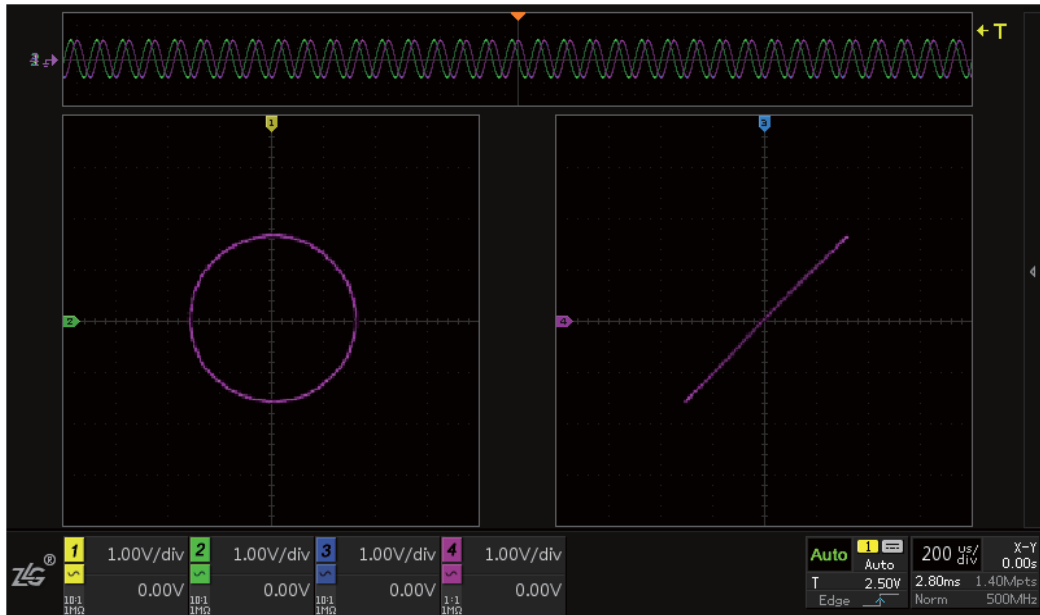 T
1
3
2
4
ZLG®
1 1.00V/div 0.00V 10:1 1MΩ
2 1.00V/div 0.00V 10:1 1MΩ
3 1.00V/div 0.00V 10:1 1MΩ
4 1.00V/div 0.00V 1:1 1MΩ
Auto 1 Auto
T 2.50V
Edge
200 us/div X-Y 0.00s
2.80ms 1.40Mpts
Norm 500MHz